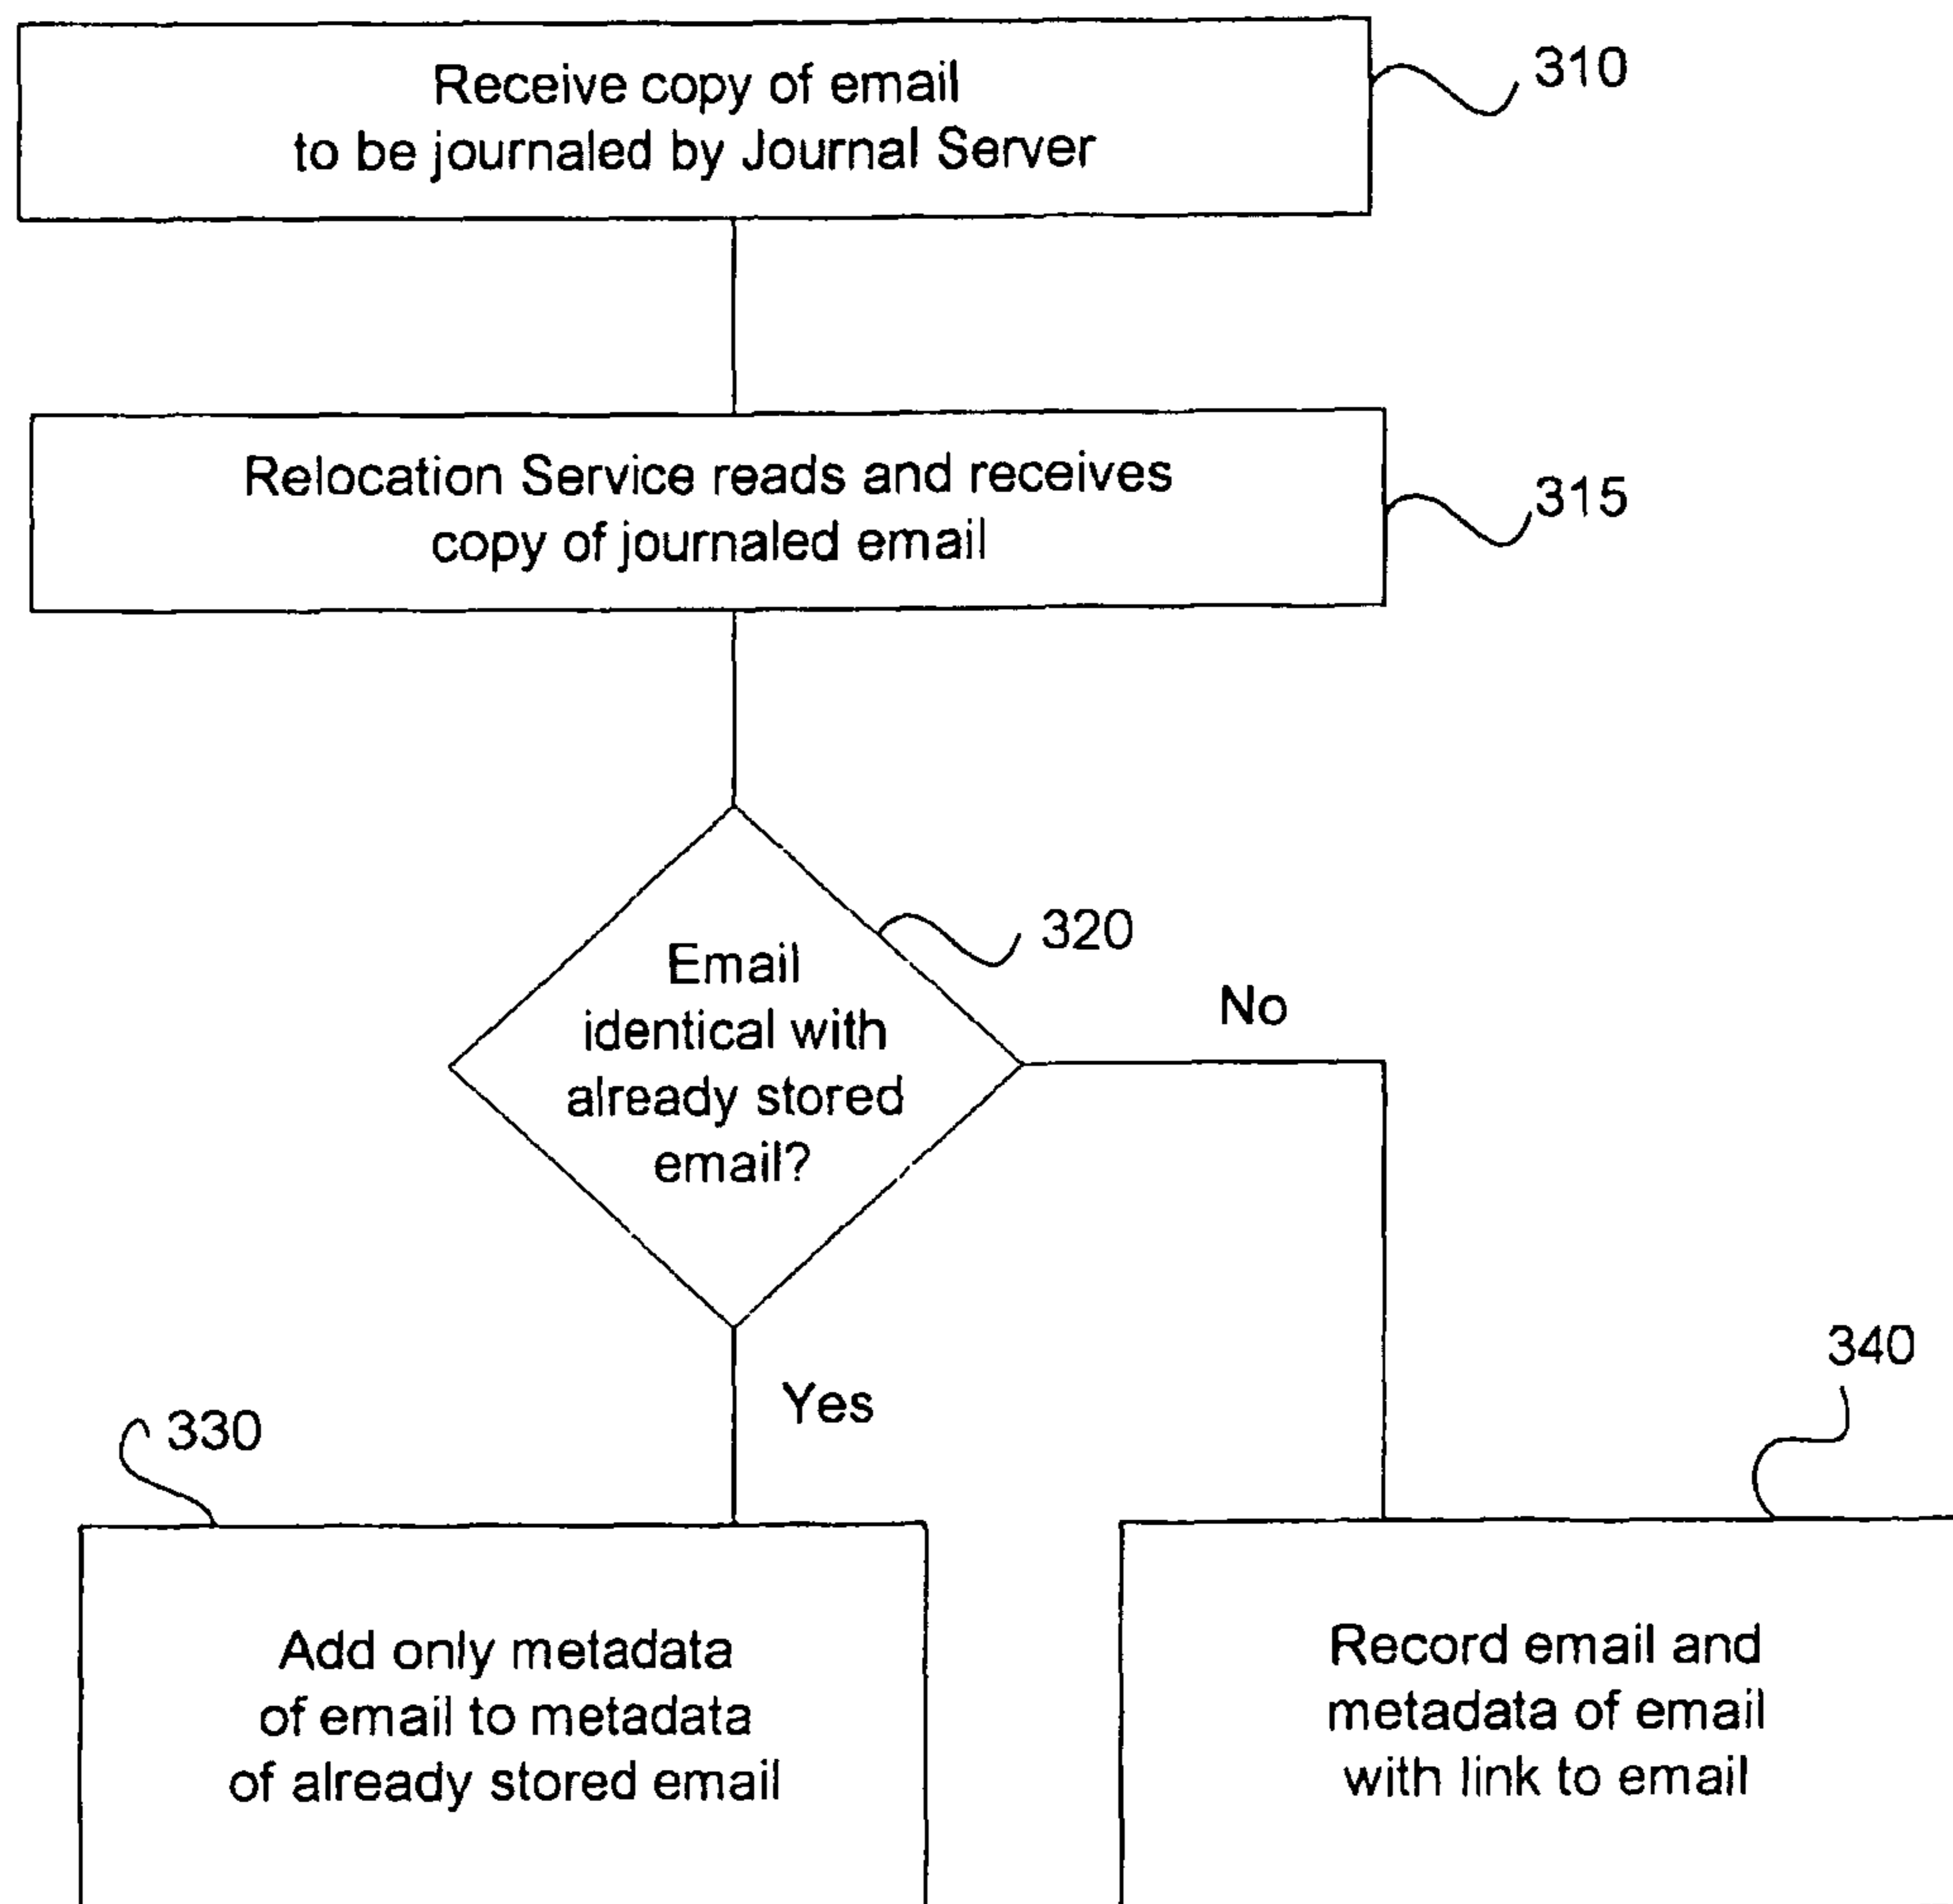 Receive copy of email
to be journaled by Journal Server
310
Relocation Service reads and receives
copy of journaled email
315
320
Email
identical with
already stored
email?
No
Yes
330
340
Add only metadata
of email to metadata
of already stored email
Record email and
metadata of email
with link to email